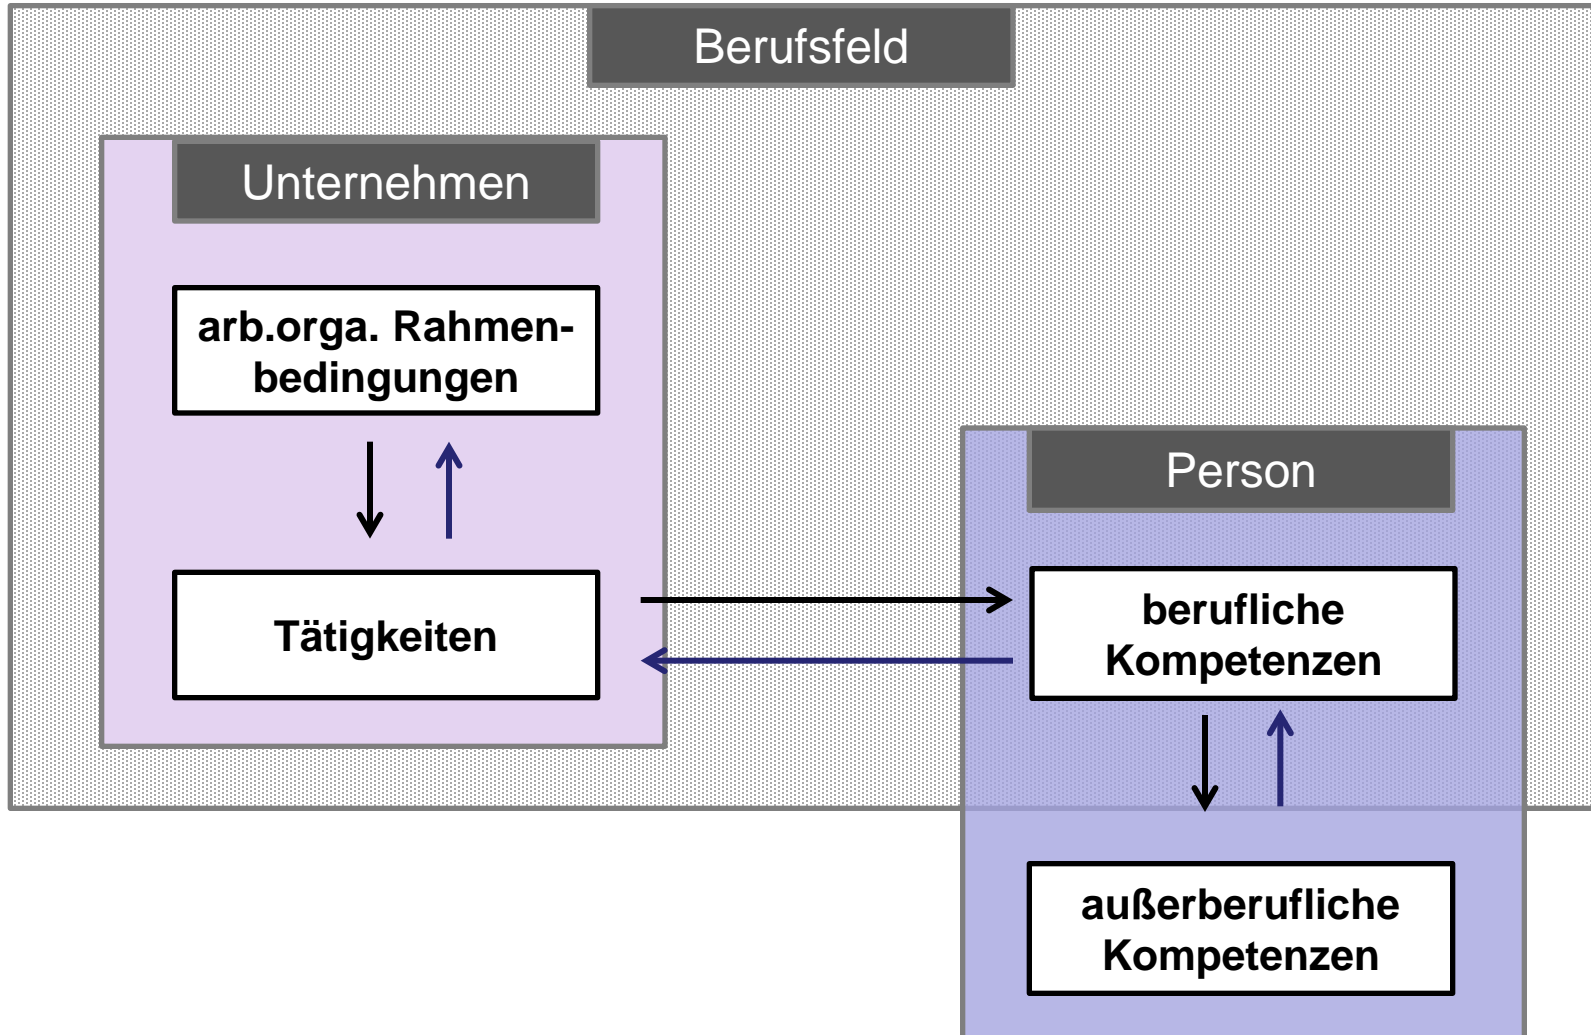 Berufsfeld
Unternehmen
arb.orga. Rahmen-
bedingungen
Tätigkeiten
Person
berufliche
Kompetenzen
außerberufliche
Kompetenzen